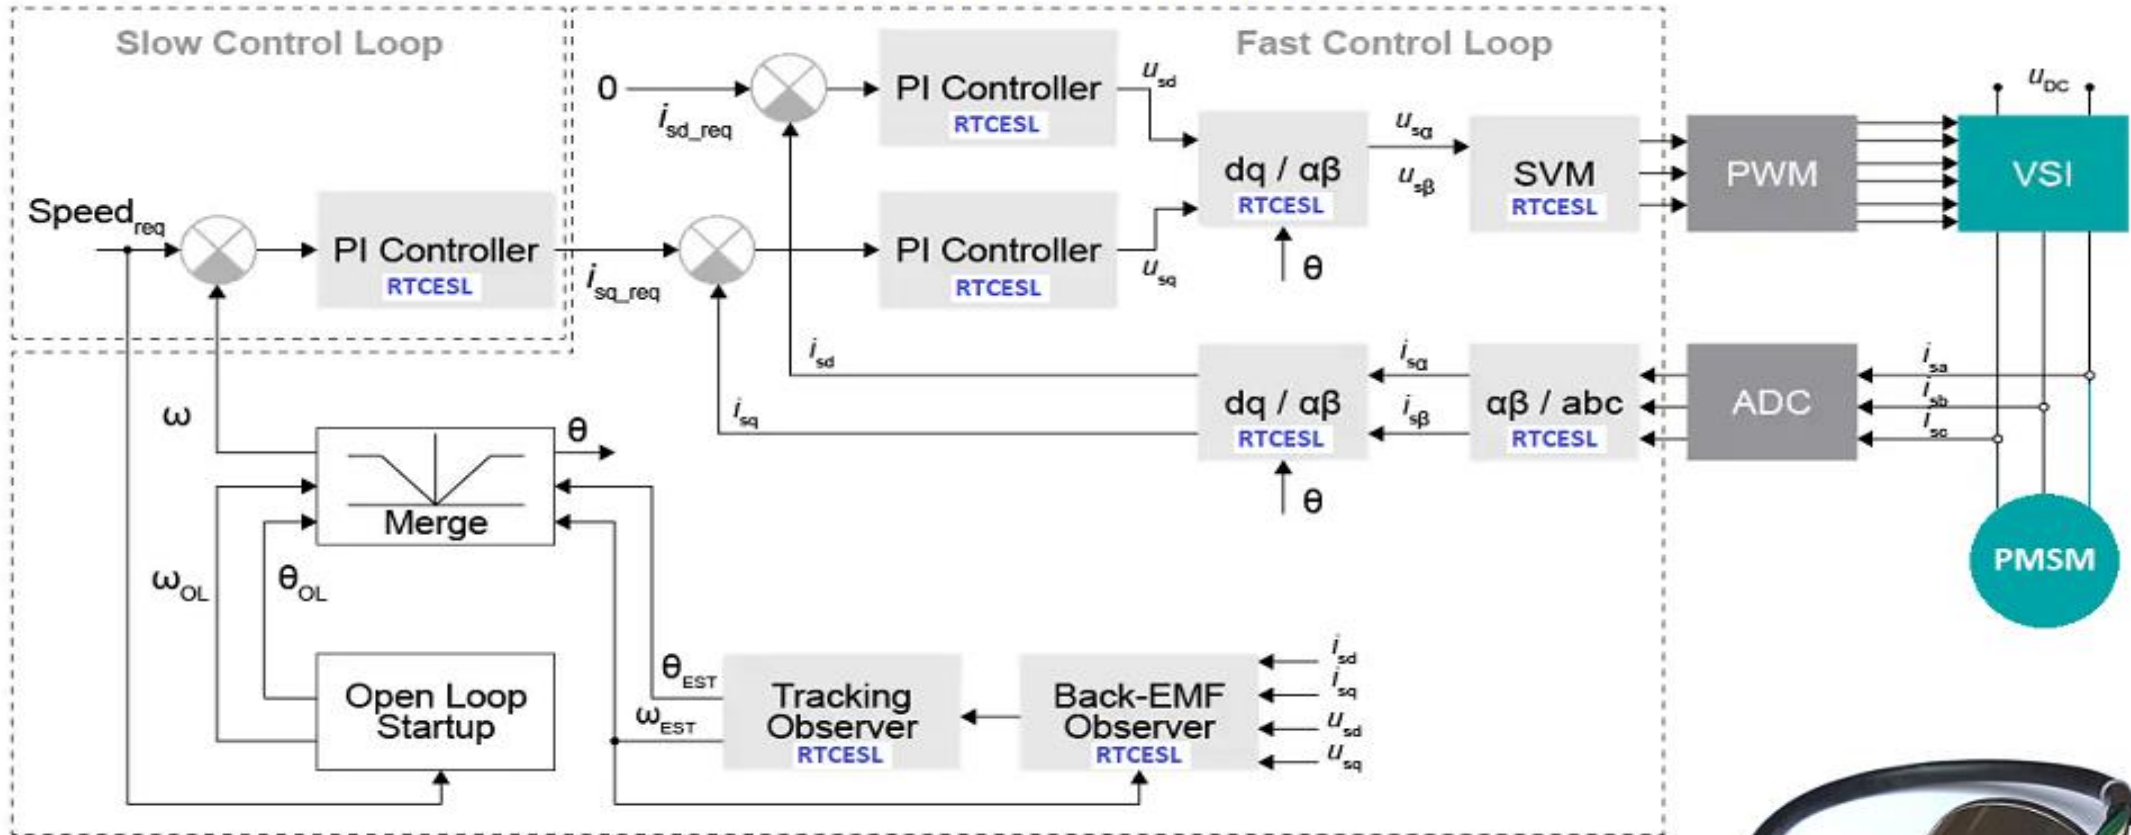 Slow Control Loop
Fast Control Loop
0
i_sd_req
PI Controller
RTCESL
u_sd
dq / αβ
RTCESL
θ
u_sα
u_sβ
SVM
RTCESL
PWM
u_DC
VSI
Speed_req
PI Controller
RTCESL
i_sq_req
PI Controller
RTCESL
u_sq
i_sd
i_sq
dq / αβ
RTCESL
θ
i_sα
i_sβ
αβ / abc
RTCESL
ADC
i_sa
i_sb
i_sc
PMSM
ω
θ
Merge
ω_OL
θ_OL
Open Loop
Startup
θ_EST
ω_EST
Tracking
Observer
RTCESL
Back-EMF
Observer
RTCESL
i_sd
i_sq
u_sd
u_sq